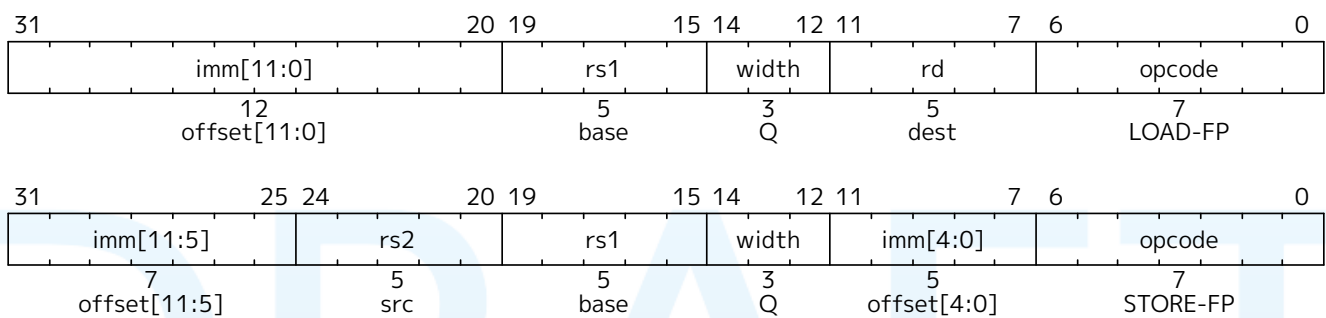 31 20 19 15 14 12 11 7 6 0
imm[11:0] rs1 width rd opcode
12 5 3 5 7
offset[11:0] base Q dest LOAD-FP
31 25 24 20 19 15 14 12 11 7 6 0
imm[11:5] rs2 rs1 width imm[4:0] opcode
7 5 5 3 5 7
offset[11:5] src base Q offset[4:0] STORE-FP